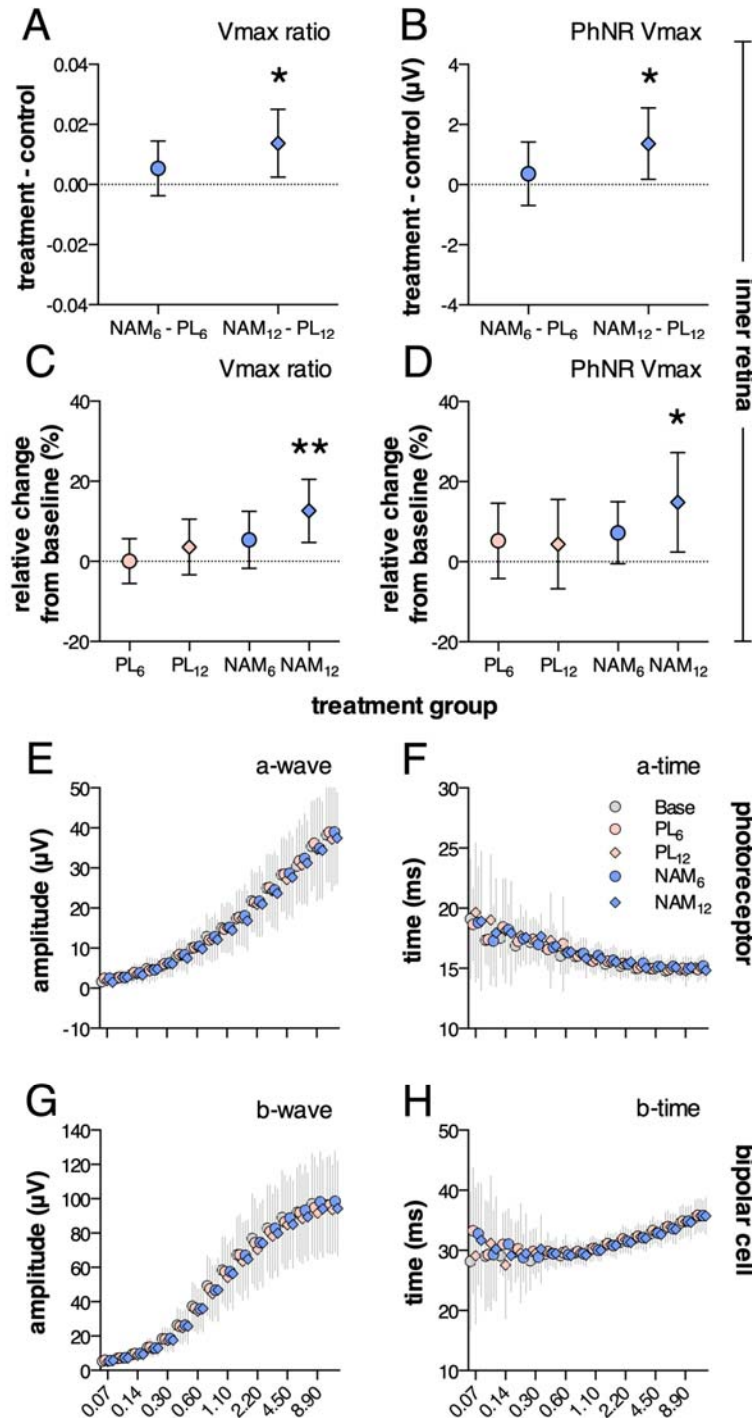 A
Vmax ratio
treatment - control
0.04
0.02
0.00
-0.02
-0.04
*
NAM6 - PL6
NAM12 - PL12
B
PhNR Vmax
treatment - control (µV)
4
2
0
-2
-4
*
NAM6 - PL6
NAM12 - PL12
C
Vmax ratio
relative change
from baseline (%)
40
20
0
-20
**
PL6
PL12
NAM6
NAM12
D
PhNR Vmax
relative change
from baseline (%)
40
20
0
-20
*
PL6
PL12
NAM6
NAM12
inner retina
treatment group
E
a-wave
amplitude (µV)
50
40
30
20
10
0
-10
F
a-time
time (ms)
30
25
20
15
10
Base
PL6
PL12
NAM6
NAM12
photoreceptor
G
b-wave
amplitude (µV)
140
120
100
80
60
40
20
0
0.07
0.14
0.30
0.60
1.10
2.20
4.50
8.90
H
b-time
time (ms)
50
40
30
20
10
0.07
0.14
0.30
0.60
1.10
2.20
4.50
8.90
bipolar cell